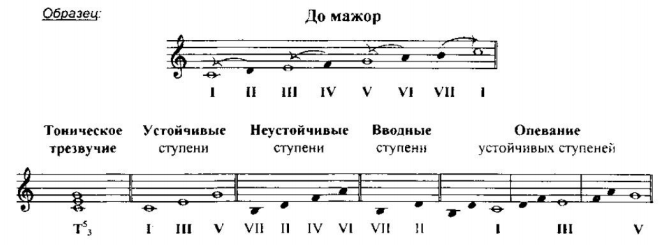 Образец:
До мажор
I II III IV V VI VII I
Тоническое Устойчивые Неустойчивые Вводные Опевание
трезвучие ступени ступени ступени устойчивых ступеней
T⁵₃ I III V VII II IV VI VII II I III V